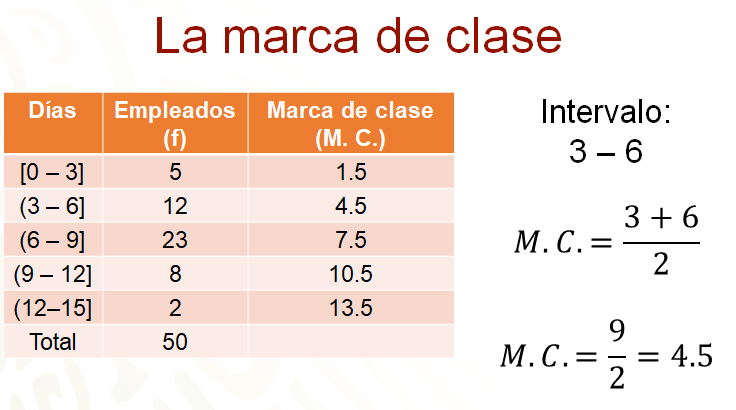 La marca de clase
Días Empleados (f) Marca de clase (M. C.)
[0 – 3] 5 1.5
(3 – 6] 12 4.5
(6 – 9] 23 7.5
(9 – 12] 8 10.5
(12–15] 2 13.5
Total 50
Intervalo:
3 – 6
M. C. = (3 + 6)/2
M. C. = 9/2 = 4.5